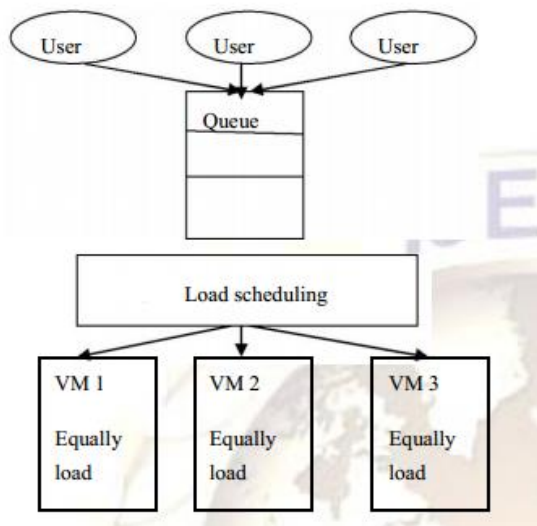 User User User
Queue
Load scheduling
VM 1 VM 2 VM 3
Equally Equally Equally
load load load